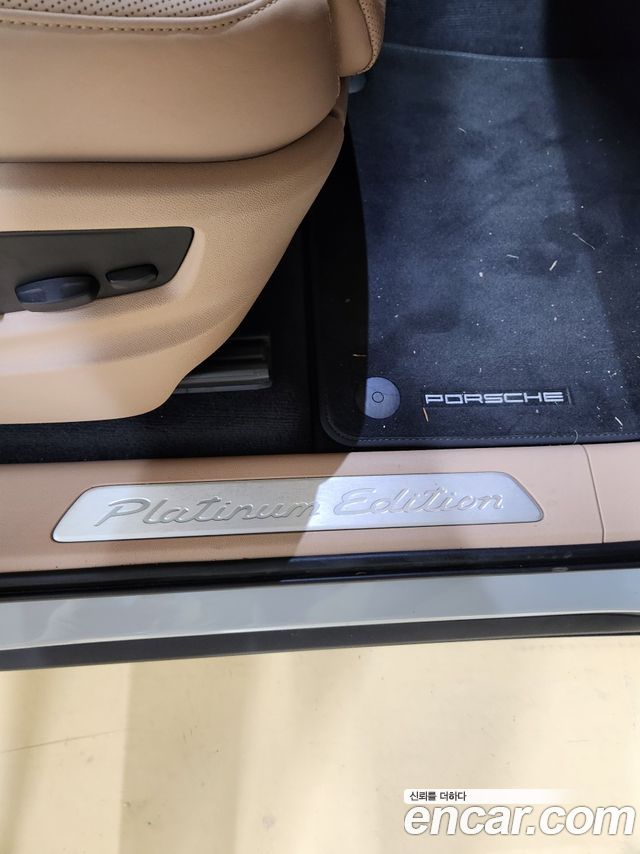 PORSCHE
Platinum Edition
신뢰를 더하다
encar.com